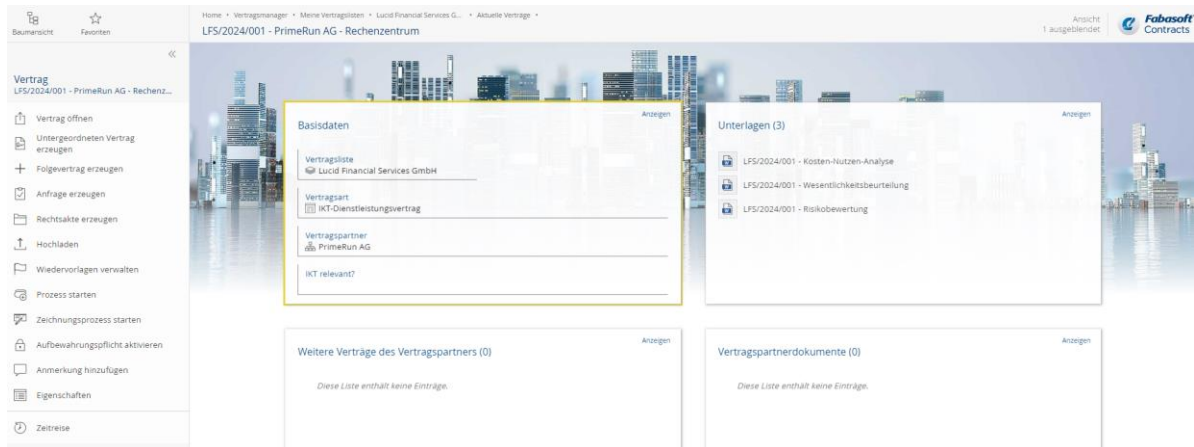 Baumansicht
Favoriten
Home • Vertragsmanager • Meine Vertragslisten • Lucid Financial Services G... • Aktuelle Verträge •
LFS/2024/001 - PrimeRun AG - Rechenzentrum
Ansicht
1 ausgeblendet
Fabasoft
Contracts
Vertrag
LFS/2024/001 - PrimeRun AG - Rechenz...
Vertrag öffnen
Untergeordneten Vertrag
erzeugen
Folgevertrag erzeugen
Anfrage erzeugen
Rechtsakte erzeugen
Hochladen
Wiedervorlagen verwalten
Prozess starten
Zeichnungsprozess starten
Aufbewahrungspflicht aktivieren
Anmerkung hinzufügen
Eigenschaften
Zeitreise
Basisdaten
Anzeigen
Vertragsliste
Lucid Financial Services GmbH
Vertragsart
IKT-Dienstleistungsvertrag
Vertragspartner
PrimeRun AG
IKT relevant?
Unterlagen (3)
Anzeigen
LFS/2024/001 - Kosten-Nutzen-Analyse
LFS/2024/001 - Wesentlichkeitsbeurteilung
LFS/2024/001 - Risikobewertung
Weitere Verträge des Vertragspartners (0)
Anzeigen
Diese Liste enthält keine Einträge.
Vertragspartnerdokumente (0)
Anzeigen
Diese Liste enthält keine Einträge.